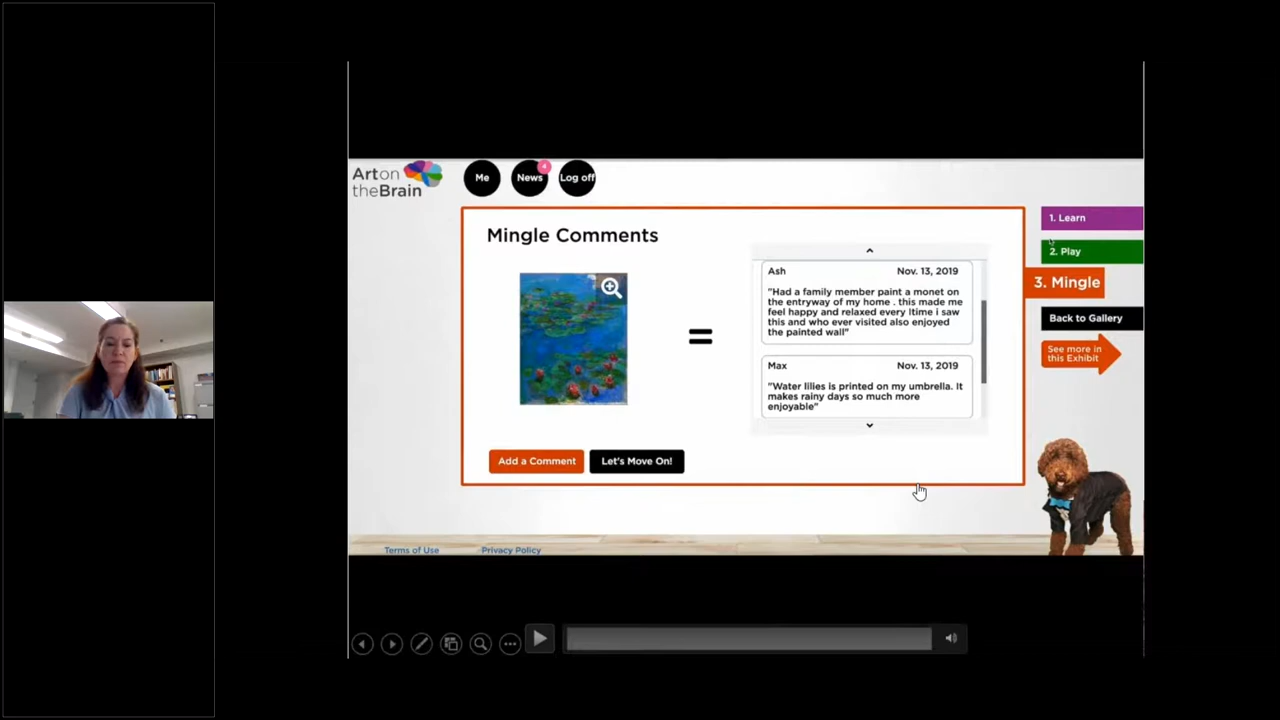 Art on
the Brain
Me
News
4
Log off
Mingle Comments
Ash Nov. 13, 2019
"Had a family member paint a monet on
the entryway of my home . this made me
feel happy and relaxed every ltime i saw
this and who ever visited also enjoyed
the painted wall"
Max Nov. 13, 2019
"Water lilies is printed on my umbrella. It
makes rainy days so much more
enjoyable"
=
Add a Comment
Let's Move On!
1. Learn
2. Play
3. Mingle
Back to Gallery
See more in
this Exhibit
Terms of Use
Privacy Policy